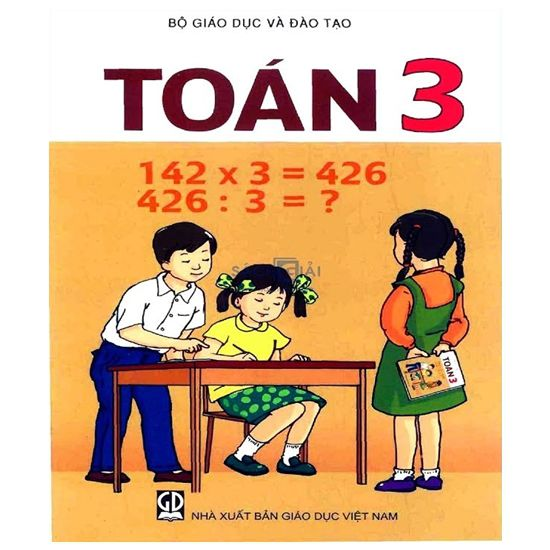 BỘ GIÁO DỤC VÀ ĐÀO TẠO
TOÁN 3
142 x 3 = 426
426 : 3 = ?
TOÁN 3
GD
NHÀ XUẤT BẢN GIÁO DỤC VIỆT NAM